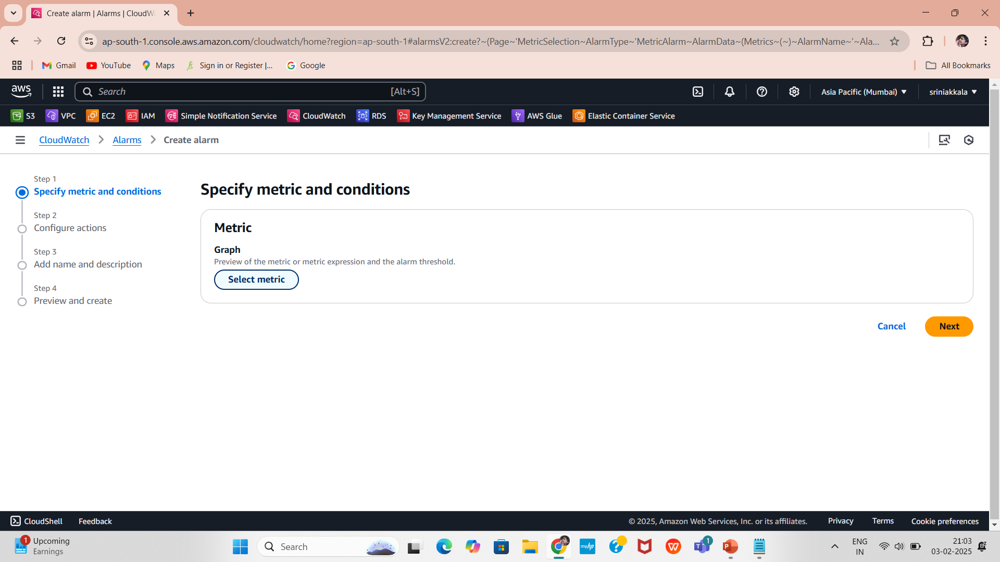 Create alarm | Alarms | CloudW
ap-south-1.console.aws.amazon.com/cloudwatch/home?region=ap-south-1#alarmsV2:create?~(Page~'MetricSelection~AlarmType~'MetricAlarm~AlarmData~(Metrics~(~)~AlarmName~'~Ala...
Gmail YouTube Maps Sign in or Register |... Google All Bookmarks
aws Search [Alt+S] Asia Pacific (Mumbai) sriniakkala
S3 VPC EC2 IAM Simple Notification Service CloudWatch RDS Key Management Service AWS Glue Elastic Container Service
CloudWatch Alarms Create alarm
Step 1
Specify metric and conditions
Step 2
Configure actions
Step 3
Add name and description
Step 4
Preview and create
Specify metric and conditions
Metric
Graph
Preview of the metric or metric expression and the alarm threshold.
Select metric
Cancel Next
CloudShell Feedback © 2025, Amazon Web Services, Inc. or its affiliates. Privacy Terms Cookie preferences
1 Upcoming
Earnings
Search
myhp
1
ENG
IN
21:03
03-02-2025